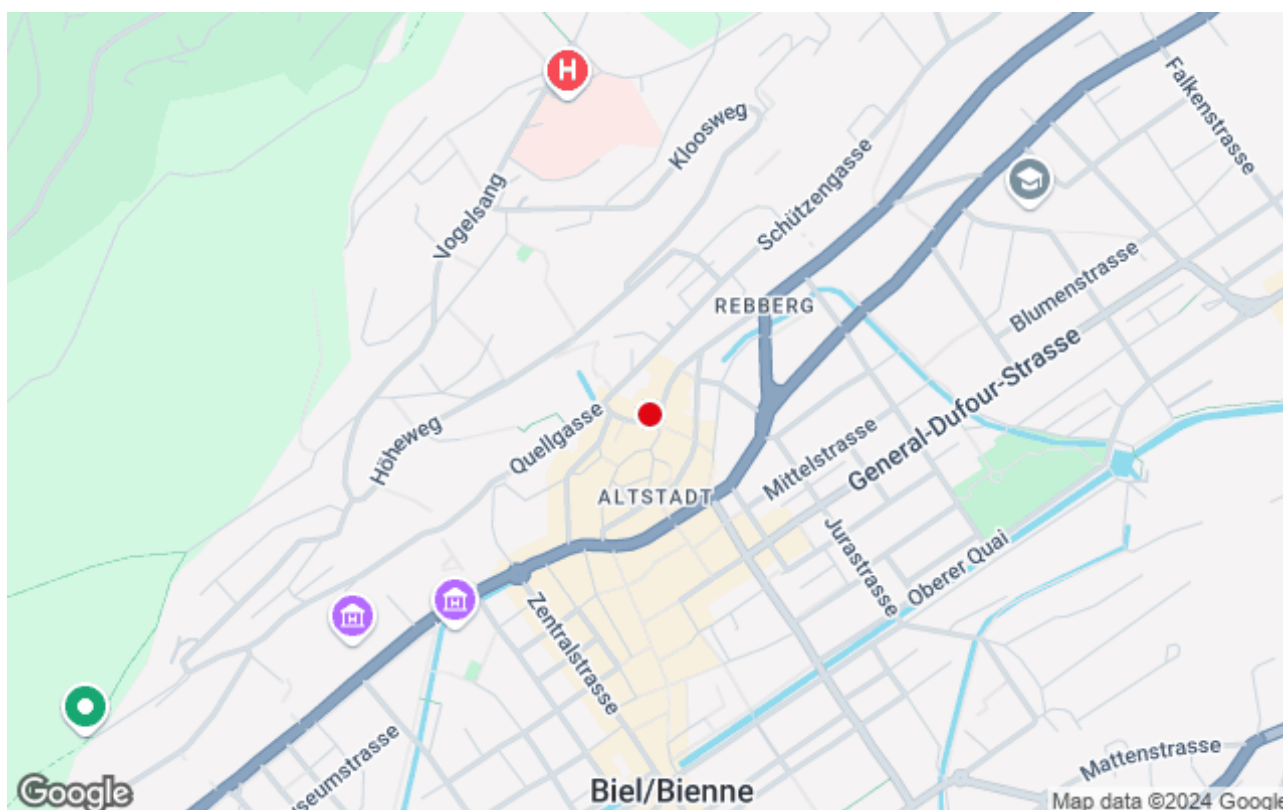 H
Falkenstrasse
Kloosweg
Schützengasse
Vogelsang
REBBERG
Blumenstrasse
General-Dufour-Strasse
Höheweg
Quellgasse
Mittelstrasse
ALTSTADT
Jurastrasse
Oberer Quai
Zentralstrasse
useumstrasse
Mattenstrasse
Biel/Bienne
Google
Map data ©2024 Google